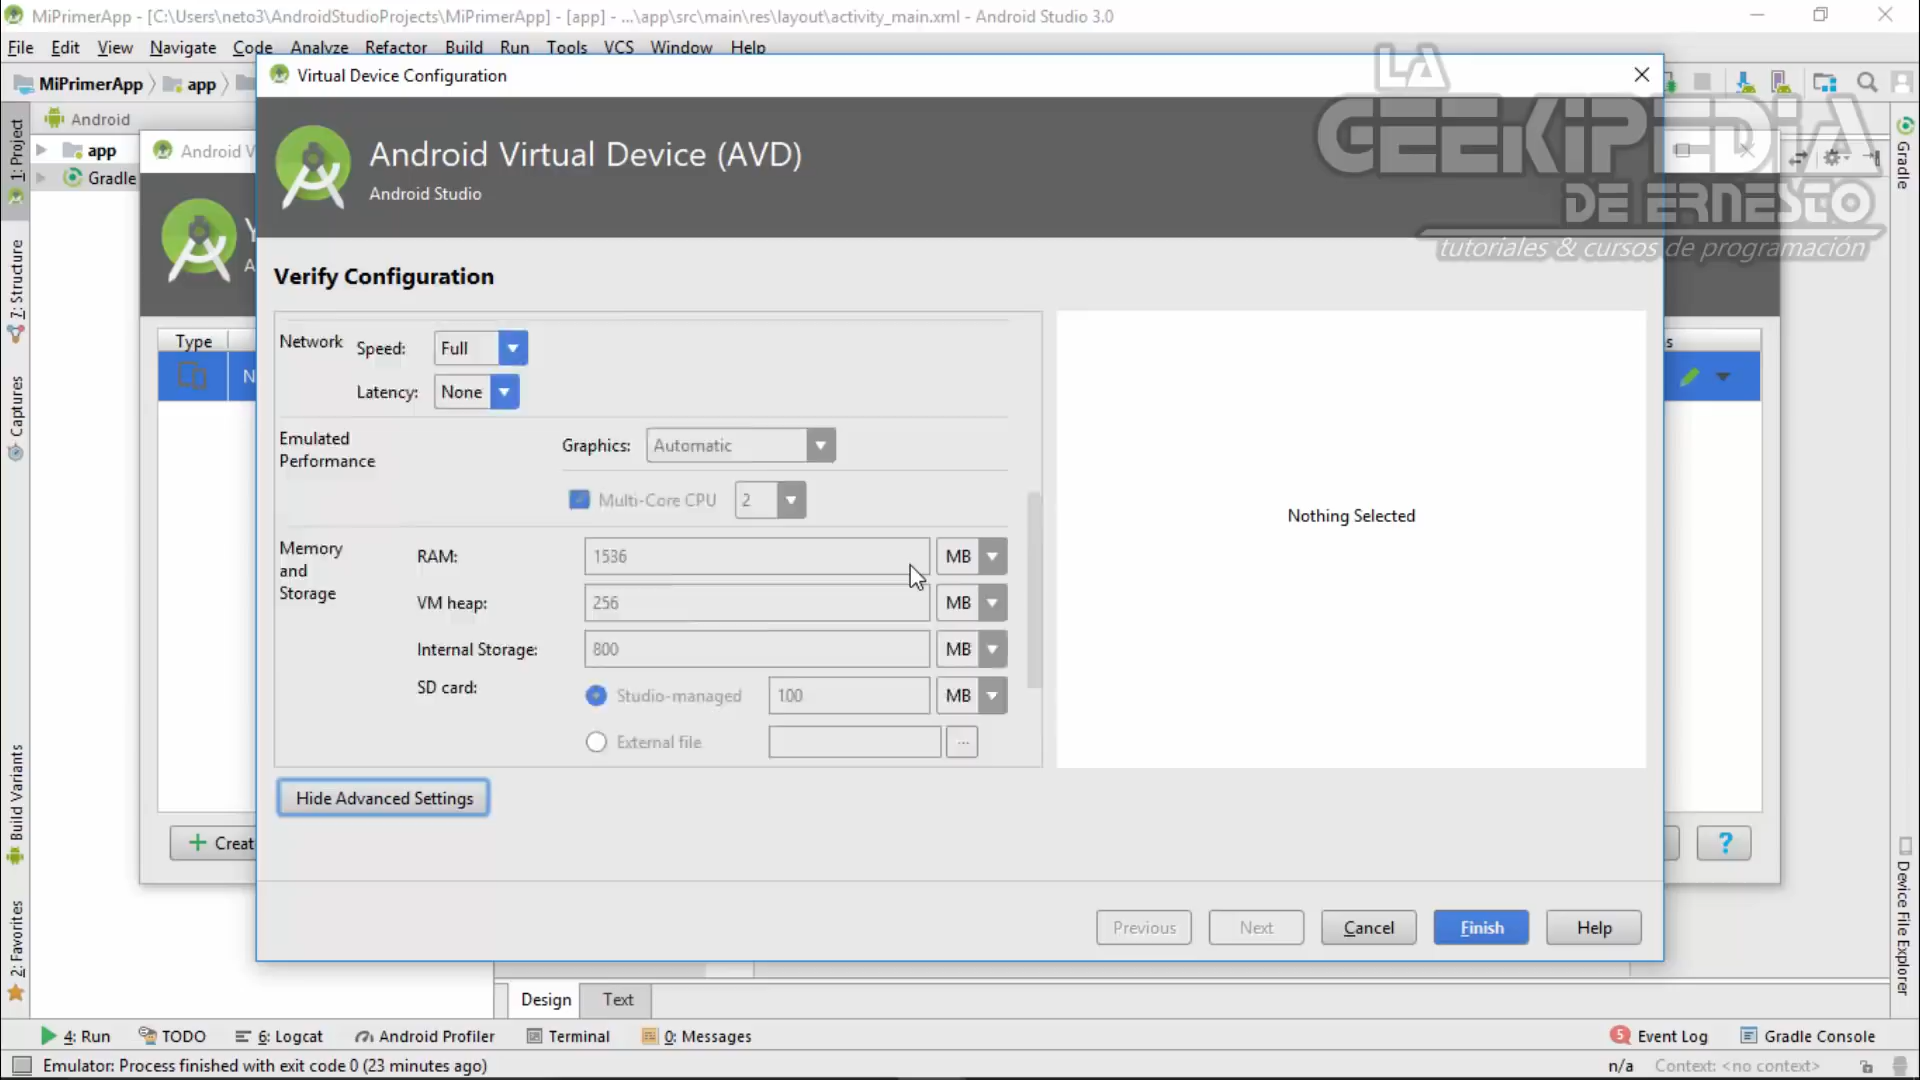 MiPrimerApp - [C:\Users\neto3\AndroidStudioProjects\MiPrimerApp] - [app] - ...\app\src\main\res\layout\activity_main.xml - Android Studio 3.0
File Edit View Navigate Code Analyze Refactor Build Run Tools VCS Window Help
MiPrimerApp app
Virtual Device Configuration
LA
GEEKIPEDIA
DE ERNESTO
tutoriales & cursos de programación
Android
app
Gradle
Android V
Android Virtual Device (AVD)
Android Studio
Y
A
Verify Configuration
Type
N
s
Network
Speed:
Full
Latency:
None
Emulated
Performance
Graphics:
Automatic
Multi-Core CPU
2
Memory
and
Storage
RAM:
1536
MB
VM heap:
256
MB
Internal Storage:
800
MB
SD card:
Studio-managed
100
MB
External file
...
Nothing Selected
Hide Advanced Settings
Creat
?
Previous
Next
Cancel
Finish
Help
1: Project
7: Structure
Captures
Build Variants
2: Favorites
Gradle
Device File Explorer
Design Text
4: Run TODO 6: Logcat Android Profiler Terminal 0: Messages
5 Event Log Gradle Console
Emulator: Process finished with exit code 0 (23 minutes ago)
n/a Context: <no context>